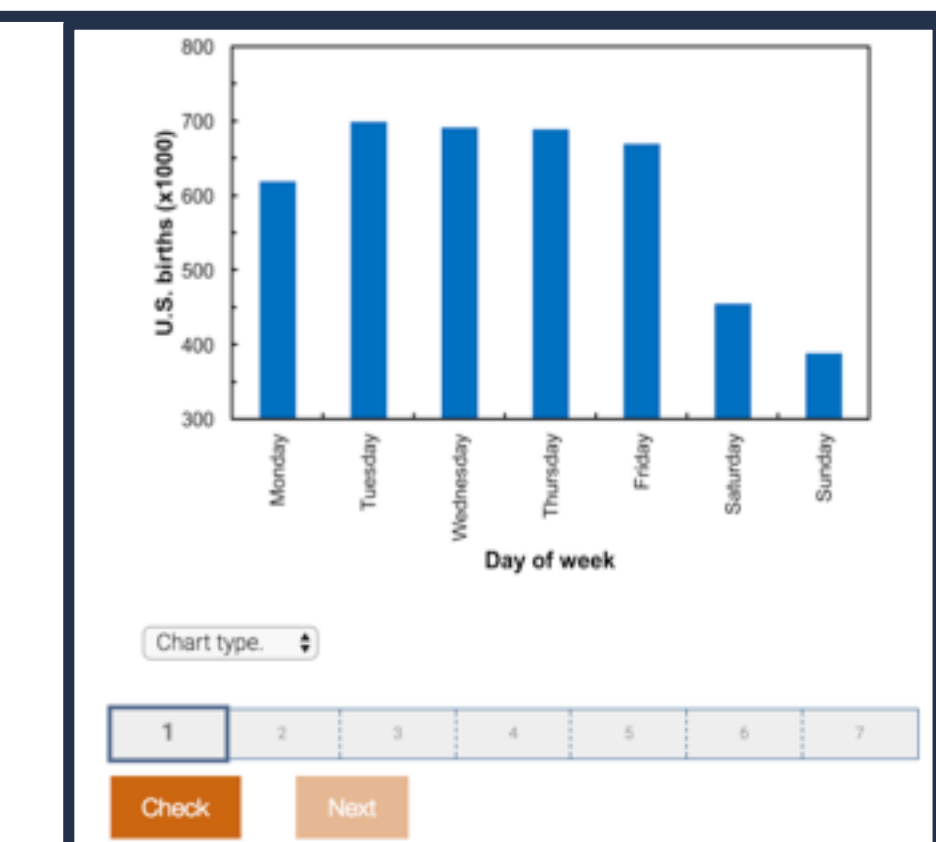 800
700
600
500
400
300
U.S. births (x1000)
Monday
Tuesday
Wednesday
Thursday
Friday
Saturday
Sunday
Day of week
Chart type.
1 2 3 4 5 6 7
Check Next